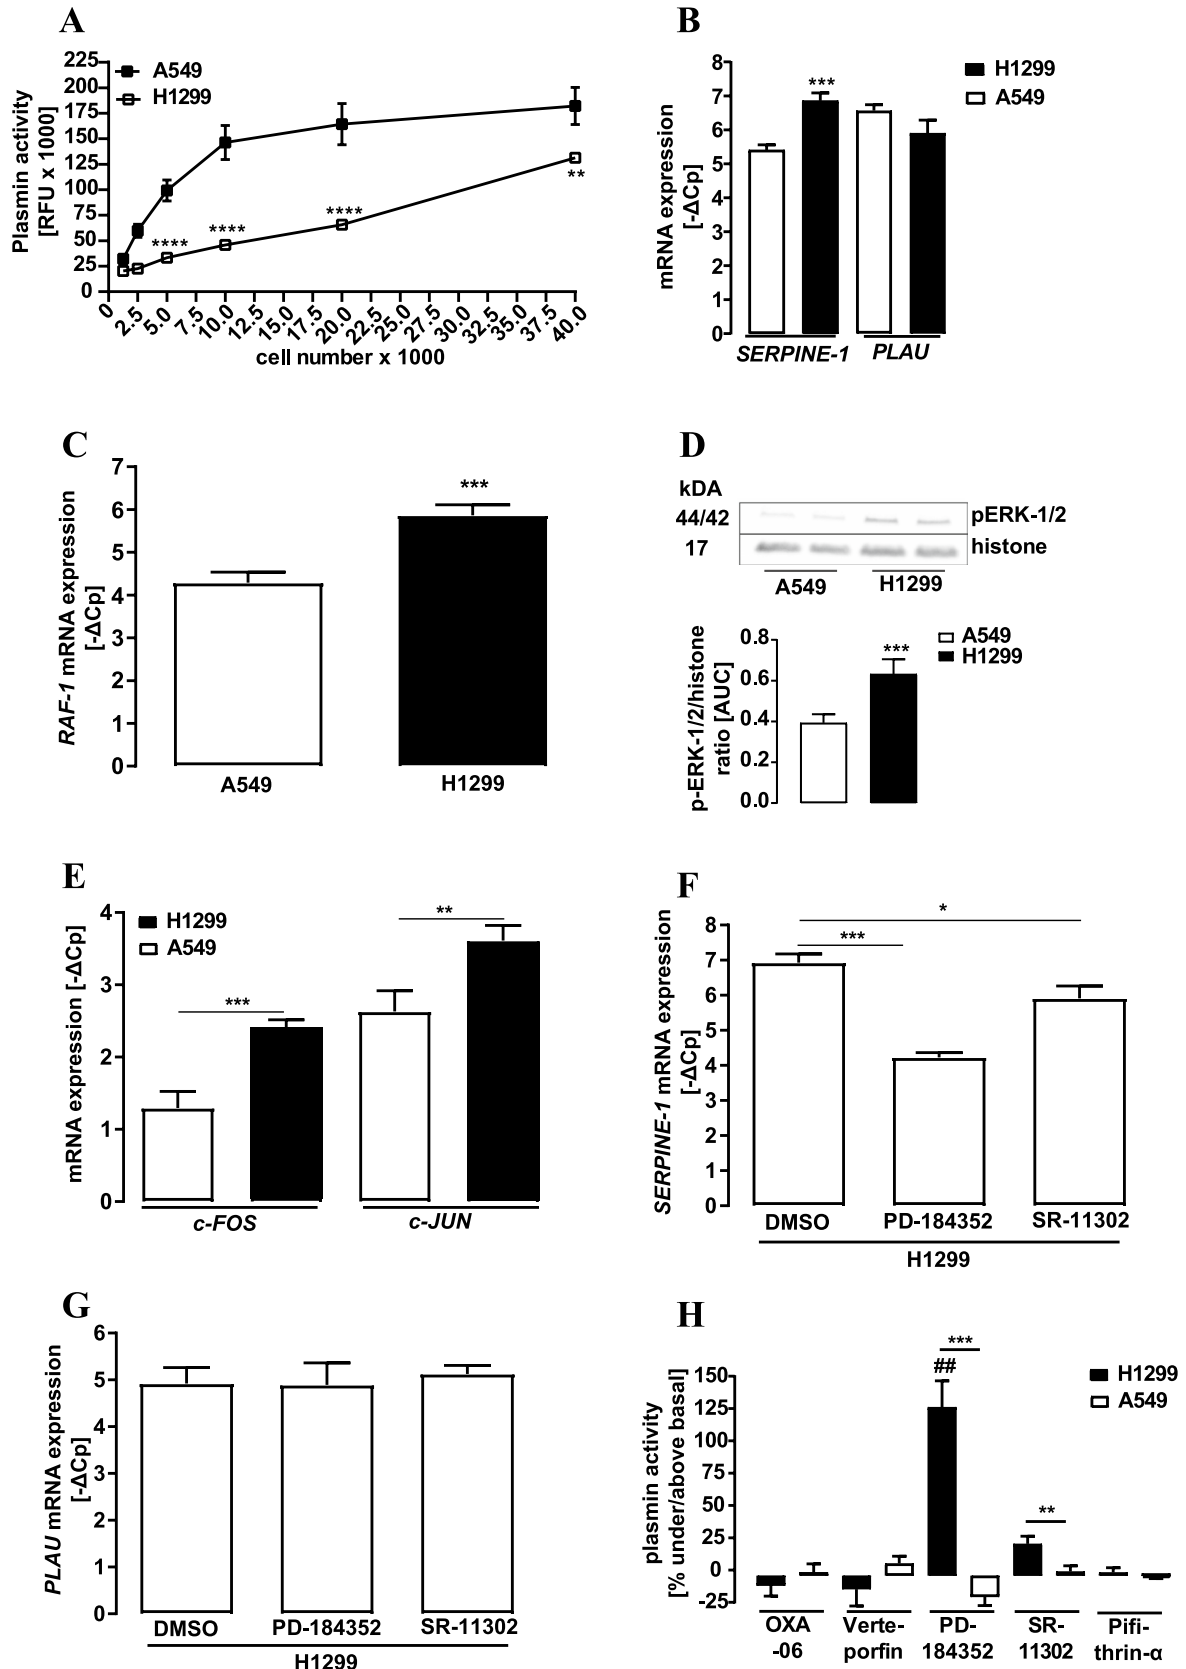 A
Plasmin activity
[RFU x 1000]
225
200
175
150
125
100
75
50
25
0
A549
H1299
****
****
****
**
0
2.5
5.0
7.5
10.0
12.5
15.0
17.5
20.0
22.5
25.0
27.5
30.0
32.5
35.0
37.5
40.0
cell number x 1000
B
mRNA expression
[-ΔCp]
8
7
6
5
4
3
2
1
0
***
H1299
A549
SERPINE-1
PLAU
C
RAF-1 mRNA expression
[-ΔCp]
7
6
5
4
3
2
1
0
***
A549
H1299
D
kDA
44/42
17
pERK-1/2
histone
A549
H1299
p-ERK-1/2/histone
ratio [AUC]
0.8
0.6
0.4
0.2
0.0
***
A549
H1299
E
mRNA expression [-ΔCp]
4
3
2
1
0
H1299
A549
***
**
c-FOS
c-JUN
F
SERPINE-1 mRNA expression
[-ΔCp]
8
7
6
5
4
3
2
1
0
*
***
DMSO
PD-184352
SR-11302
H1299
G
PLAU mRNA expression
[-ΔCp]
6
5
4
3
2
1
0
DMSO
PD-184352
SR-11302
H1299
H
plasmin activity
[% under/above basal]
150
125
100
75
50
25
0
-25
***
##
**
H1299
A549
OXA
-06
Verte-
porfin
PD-
184352
SR-
11302
Pifi-
thrin-α